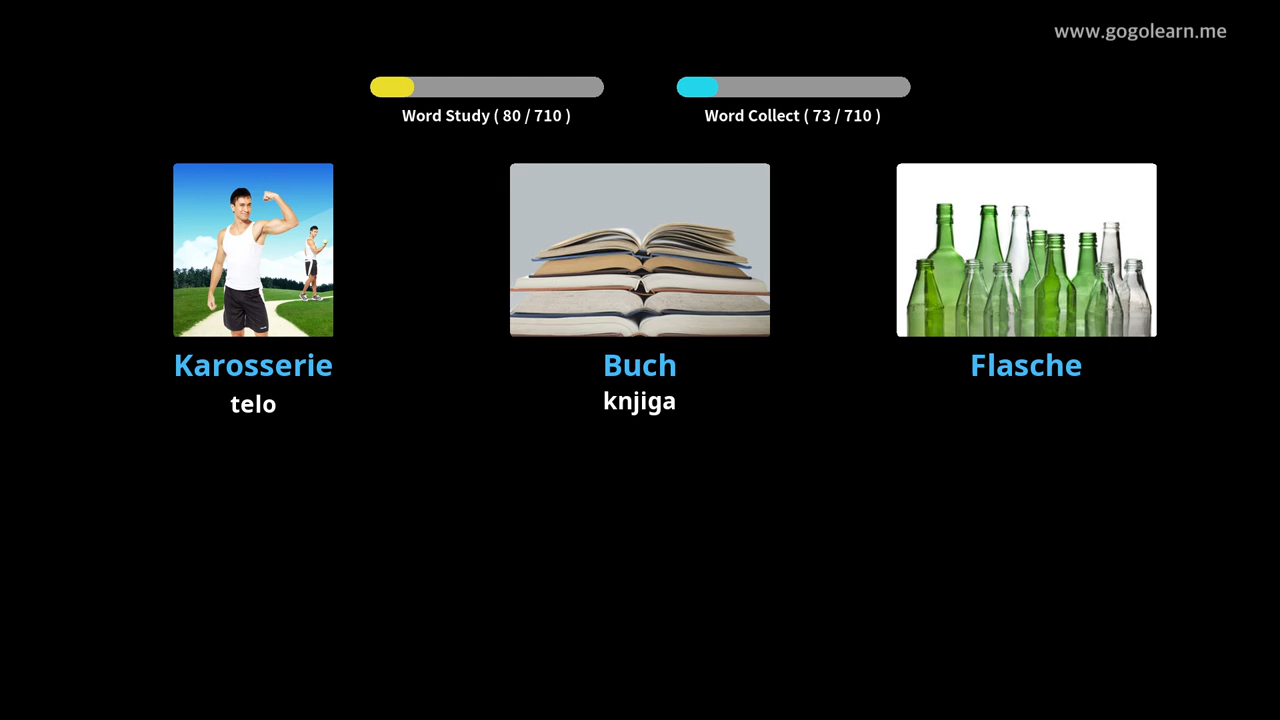 www.gogolearn.me
Word Study ( 80 / 710 )
Word Collect ( 73 / 710 )
Karosserie
telo
Buch
knjiga
Flasche